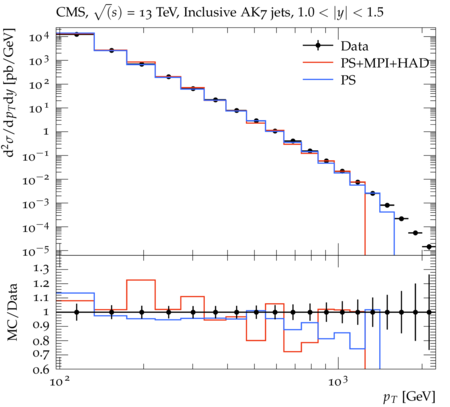 CMS, √(s) = 13 TeV, Inclusive AK7 jets, 1.0 < |y| < 1.5
d²σ/dp_T dy [pb/GeV]
10⁴
10³
10²
10¹
1
10⁻¹
10⁻²
10⁻³
10⁻⁴
10⁻⁵
Data
PS+MPI+HAD
PS
MC/Data
1.3
1.2
1.1
1
0.9
0.8
0.7
0.6
10²
10³
p_T [GeV]